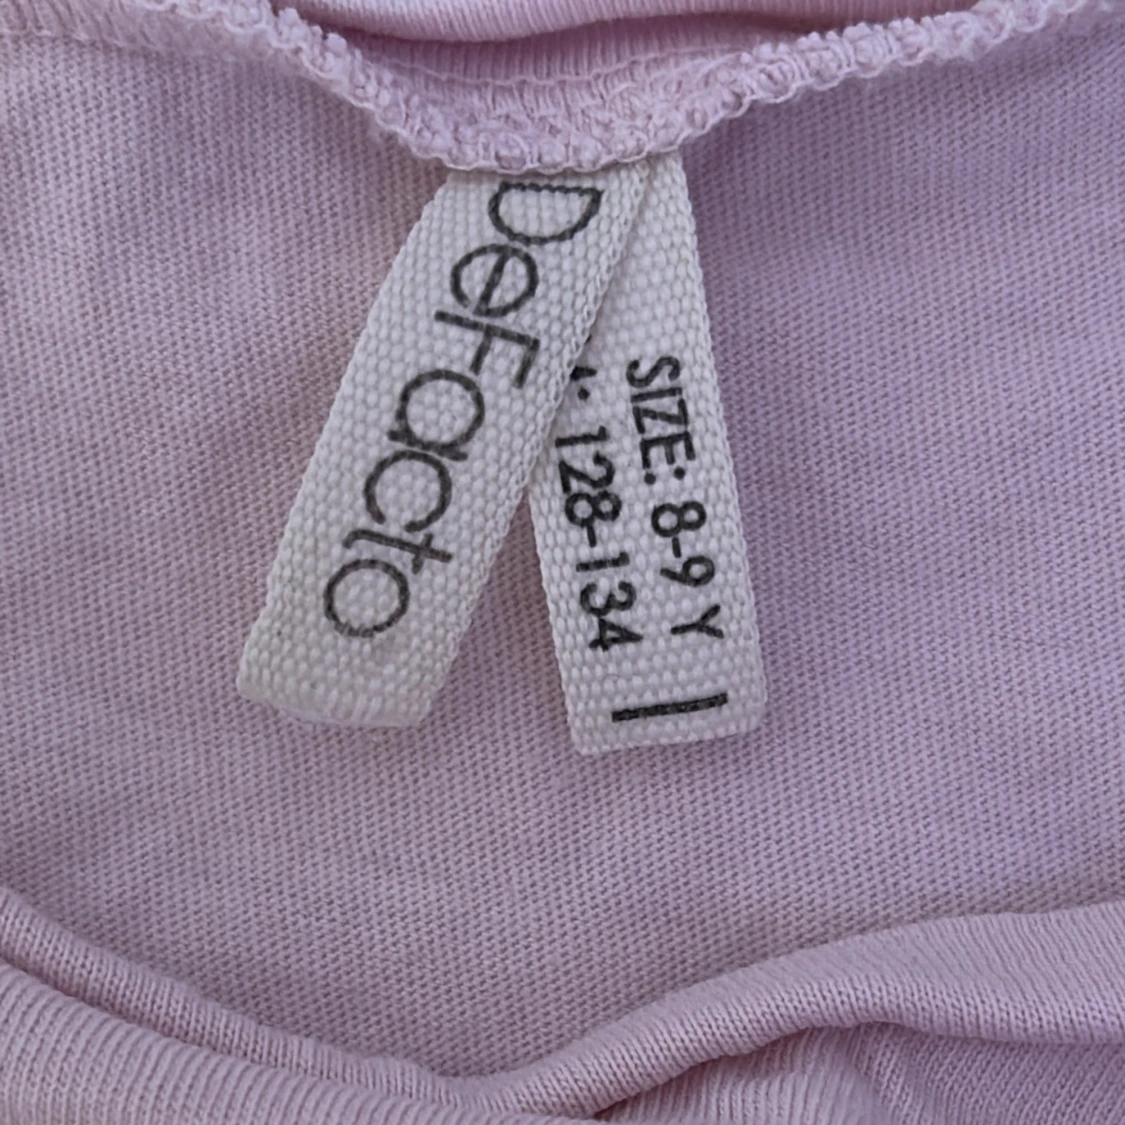 DeFacto
SIZE: 8-9 Y
128-134